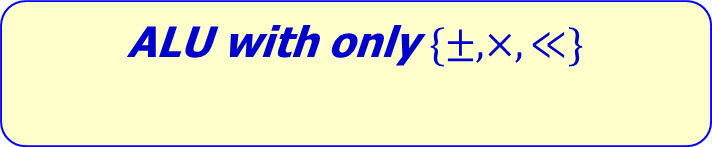 ALU with only {±,×, ≪}